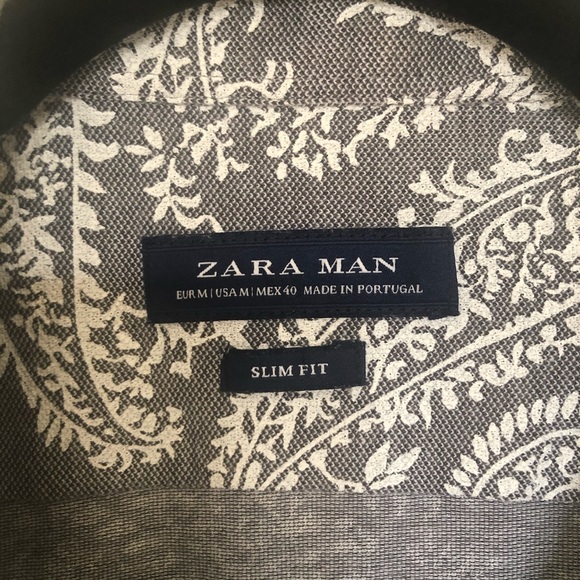 ZARA MAN
EUR M | USA M | MEX 40 MADE IN PORTUGAL
SLIM FIT